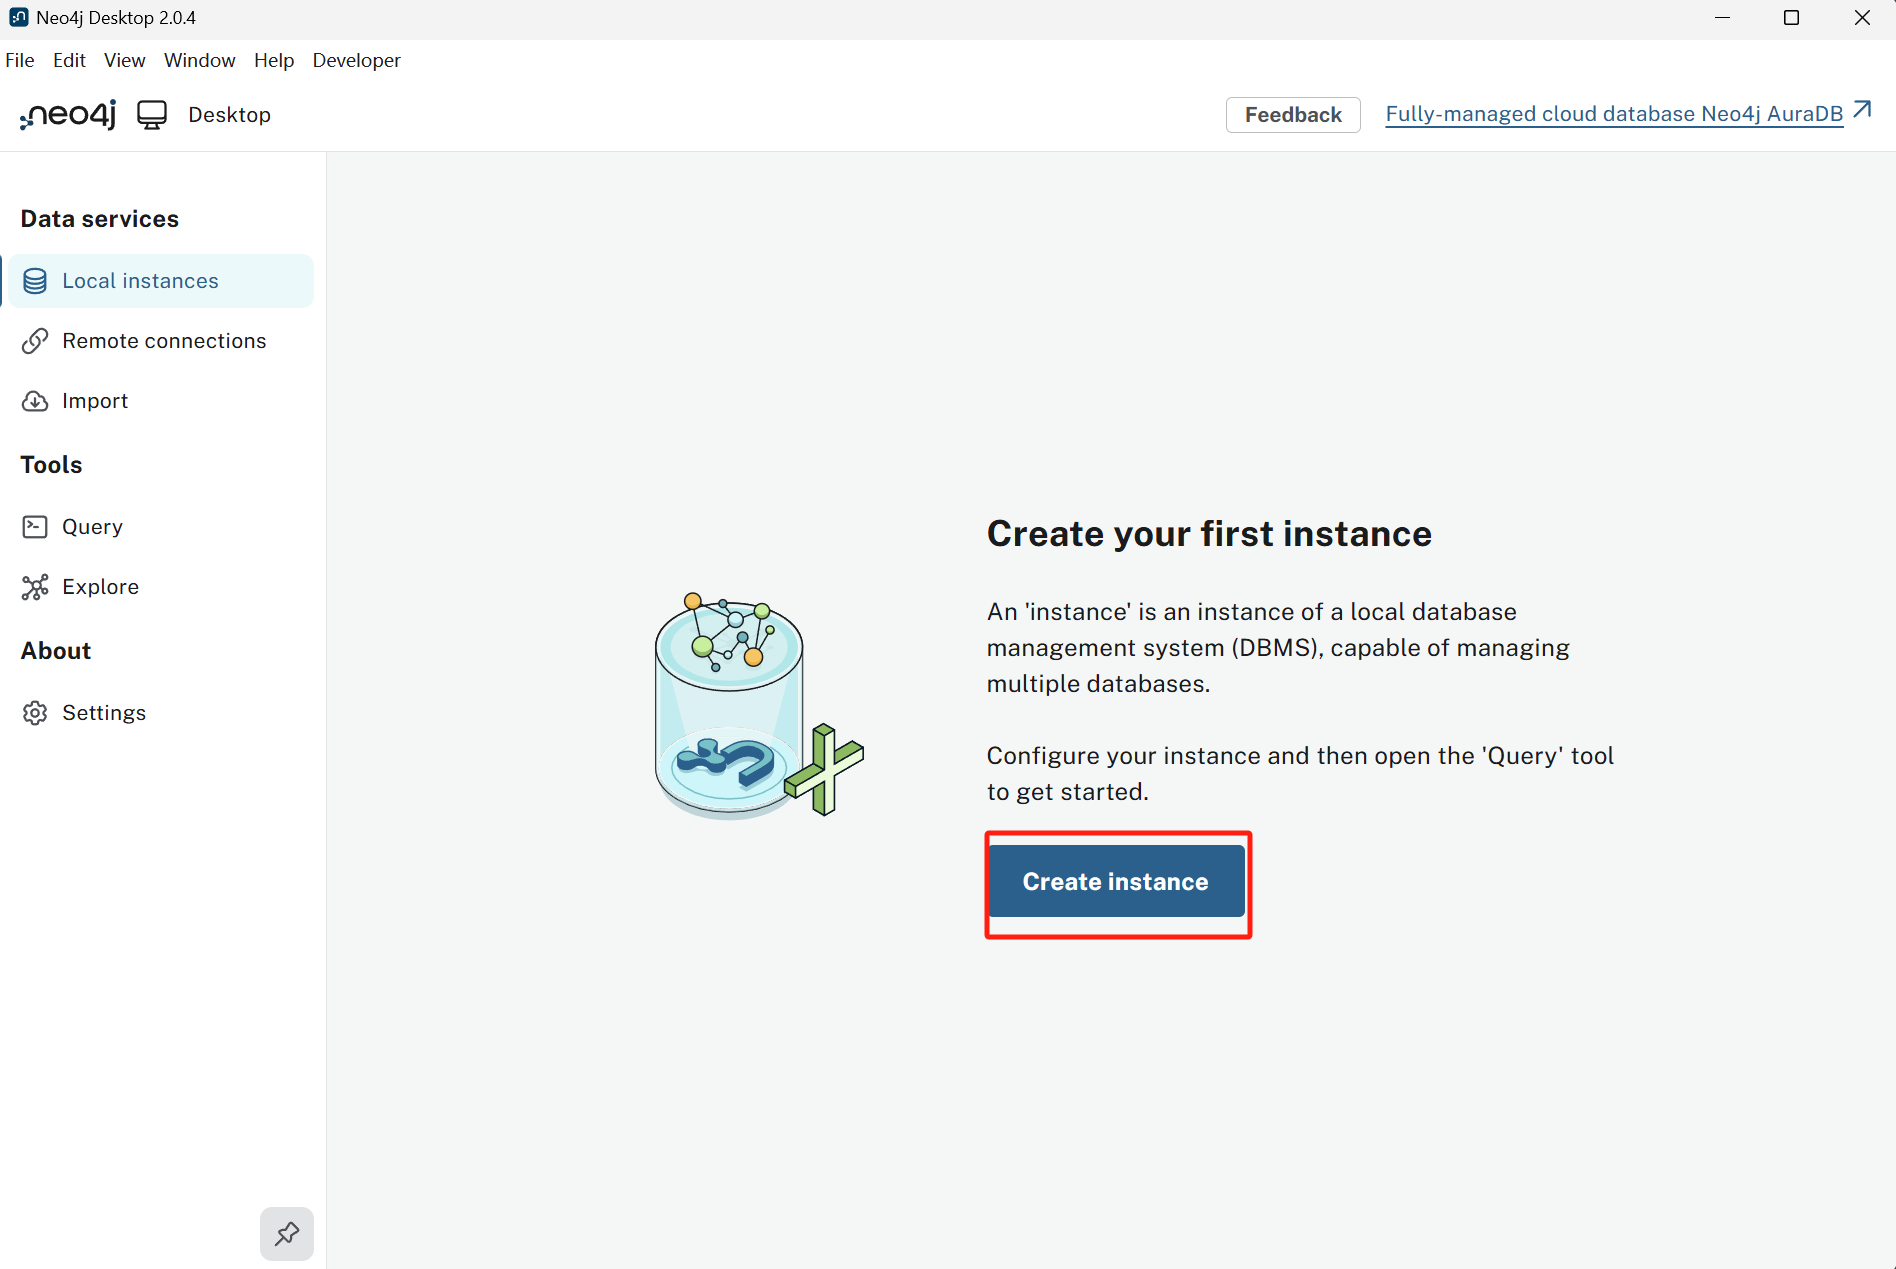 Neo4j Desktop 2.0.4
File Edit View Window Help Developer
neo4j Desktop
Feedback
Fully-managed cloud database Neo4j AuraDB
Data services
Local instances
Remote connections
Import
Tools
Query
Explore
About
Settings
Create your first instance
An 'instance' is an instance of a local database
management system (DBMS), capable of managing
multiple databases.
Configure your instance and then open the 'Query' tool
to get started.
Create instance